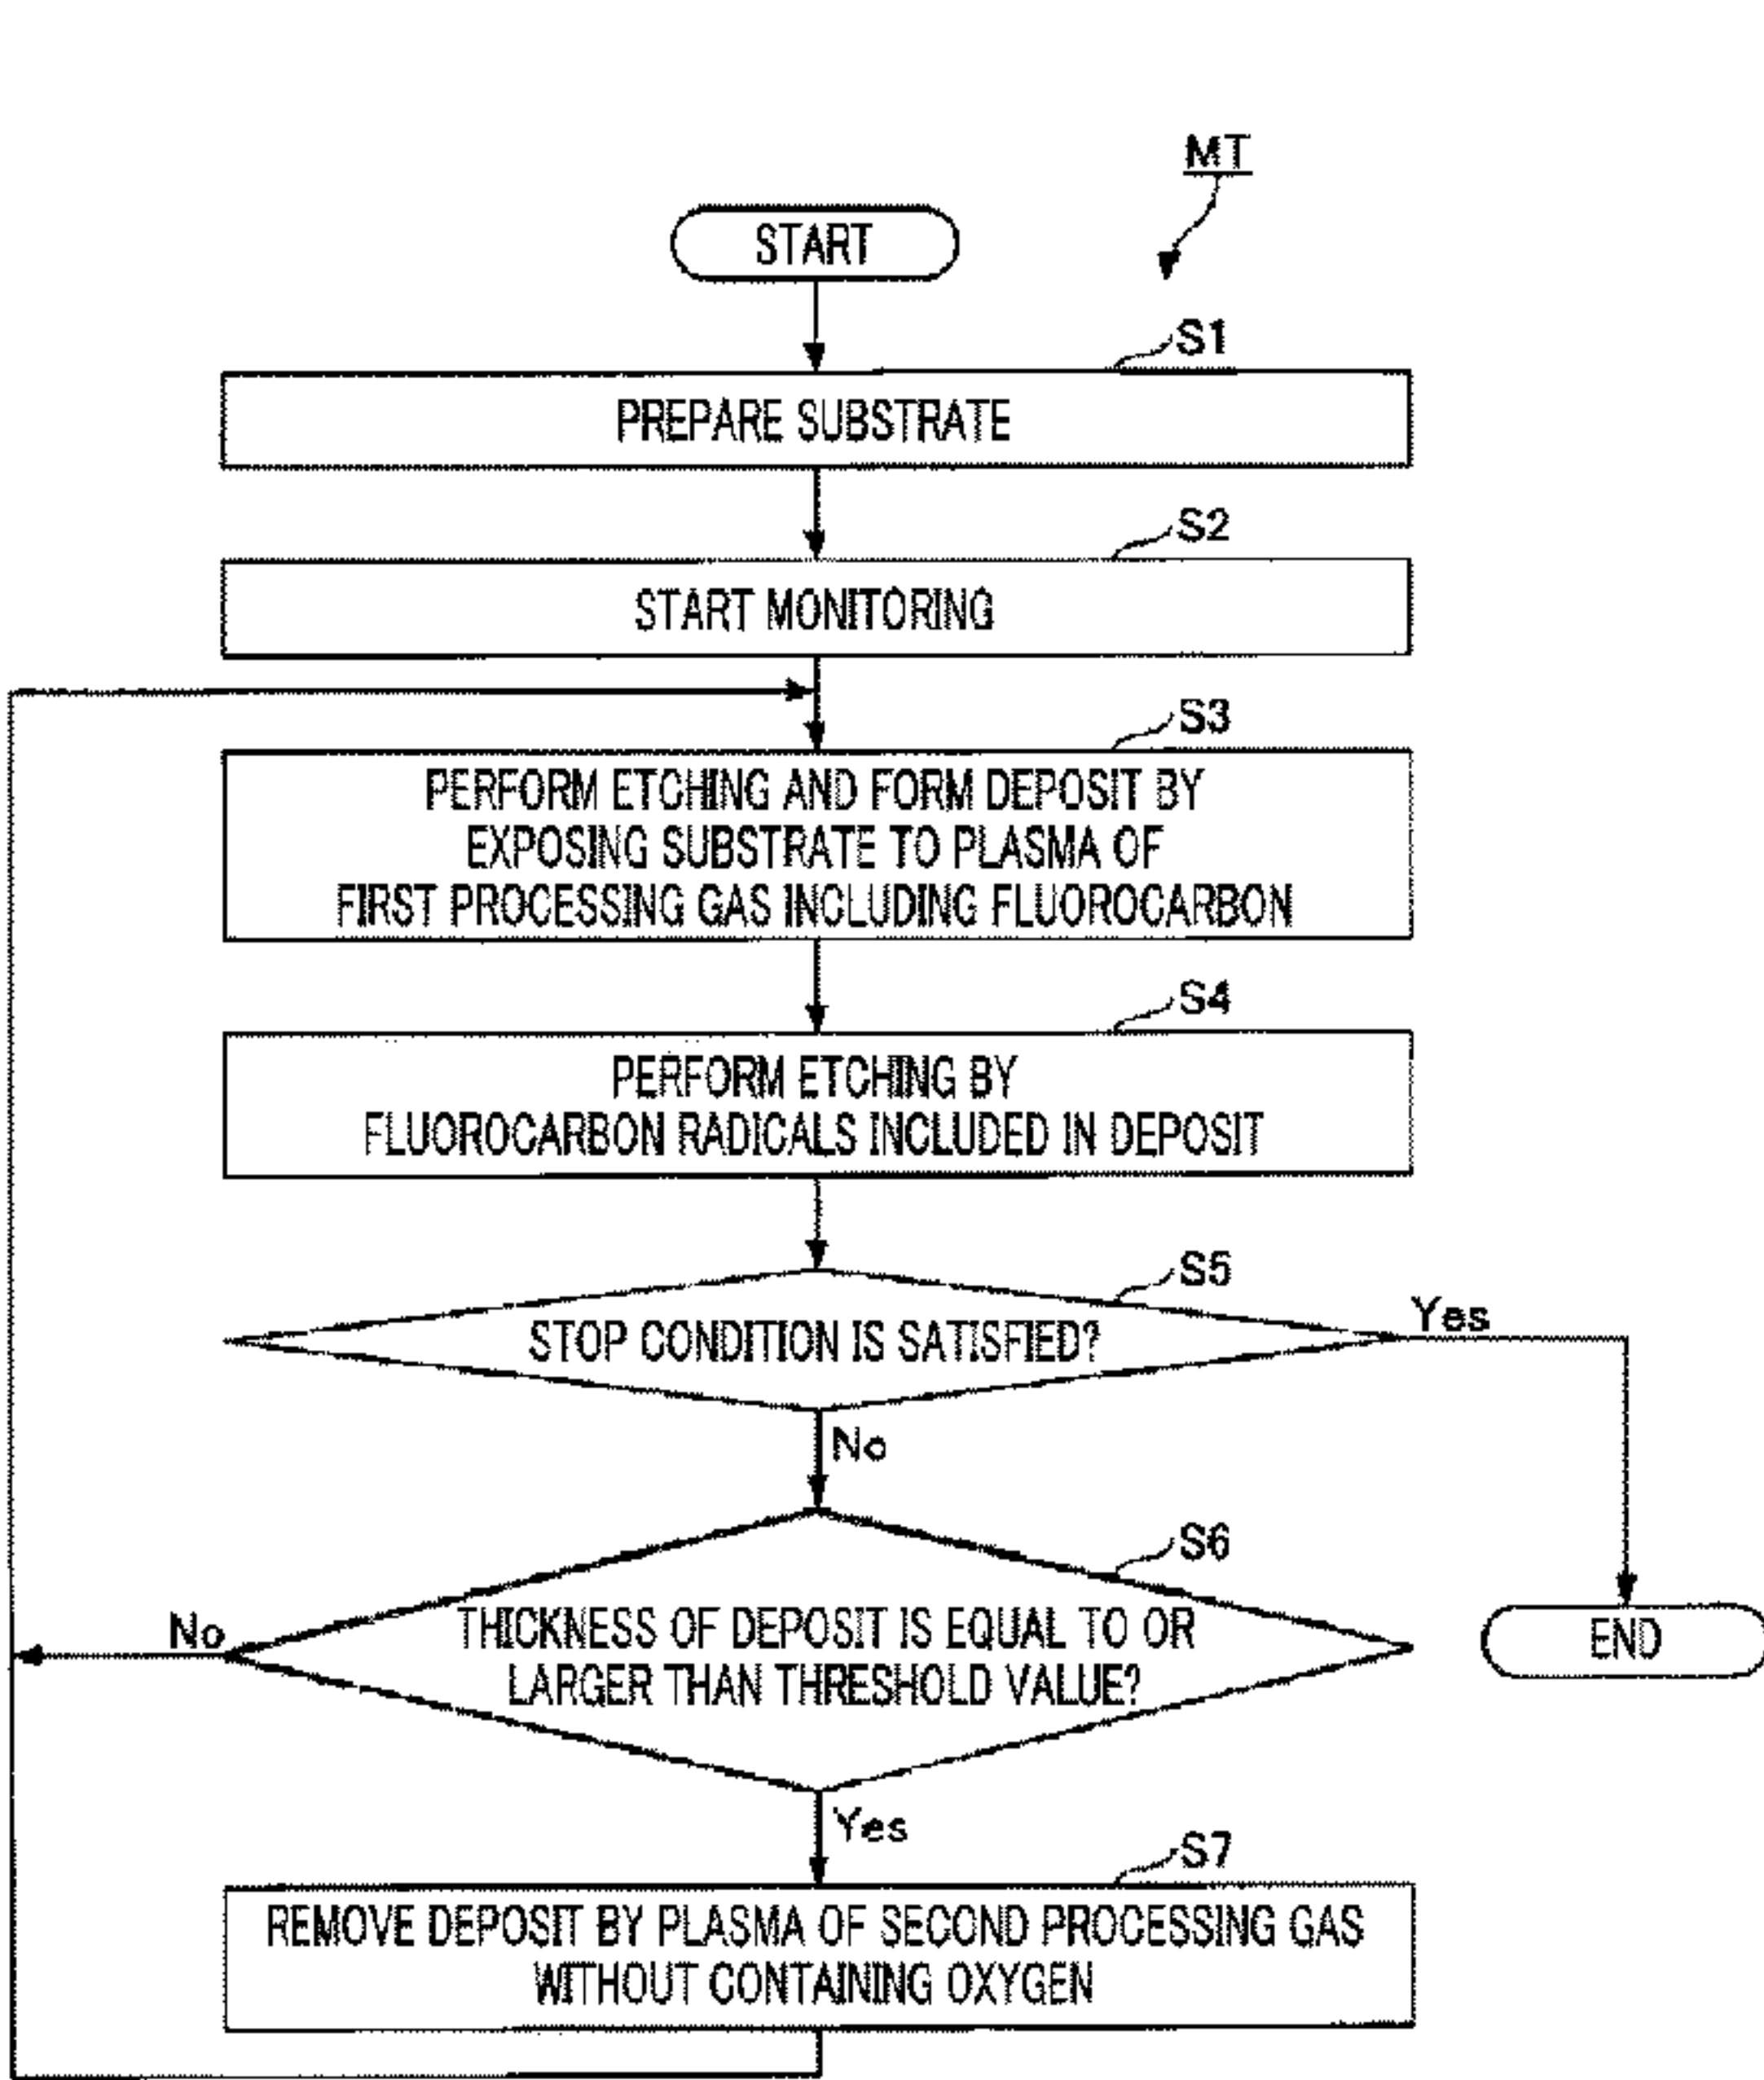 MT
START
S1
PREPARE SUBSTRATE
S2
START MONITORING
S3
PERFORM ETCHING AND FORM DEPOSIT BY
EXPOSING SUBSTRATE TO PLASMA OF
FIRST PROCESSING GAS INCLUDING FLUOROCARBON
S4
PERFORM ETCHING BY
FLUOROCARBON RADICALS INCLUDED IN DEPOSIT
S5
STOP CONDITION IS SATISFIED?
Yes
No
S6
THICKNESS OF DEPOSIT IS EQUAL TO OR
LARGER THAN THRESHOLD VALUE?
No
END
Yes
S7
REMOVE DEPOSIT BY PLASMA OF SECOND PROCESSING GAS
WITHOUT CONTAINING OXYGEN